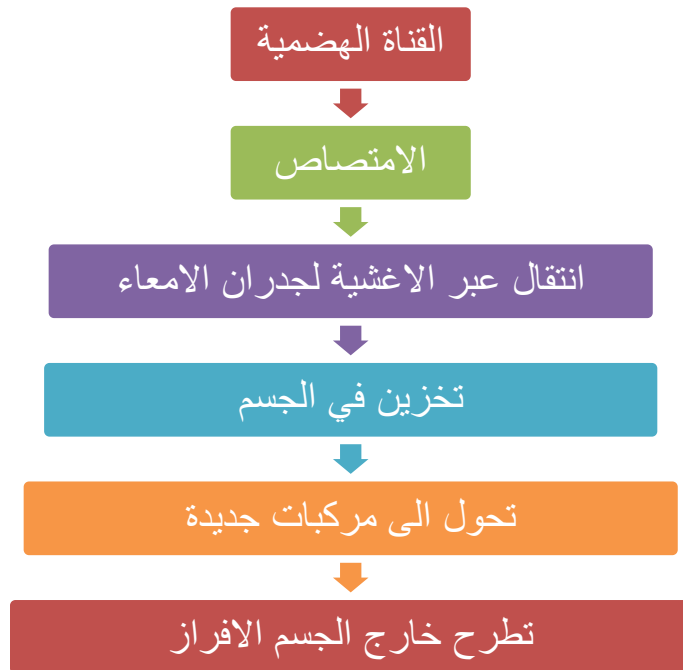 القناة الهضمية
الامتصاص
انتقال عبر الاغشية لجدران الامعاء
تخزين في الجسم
تحول الى مركبات جديدة
تطرح خارج الجسم الافراز